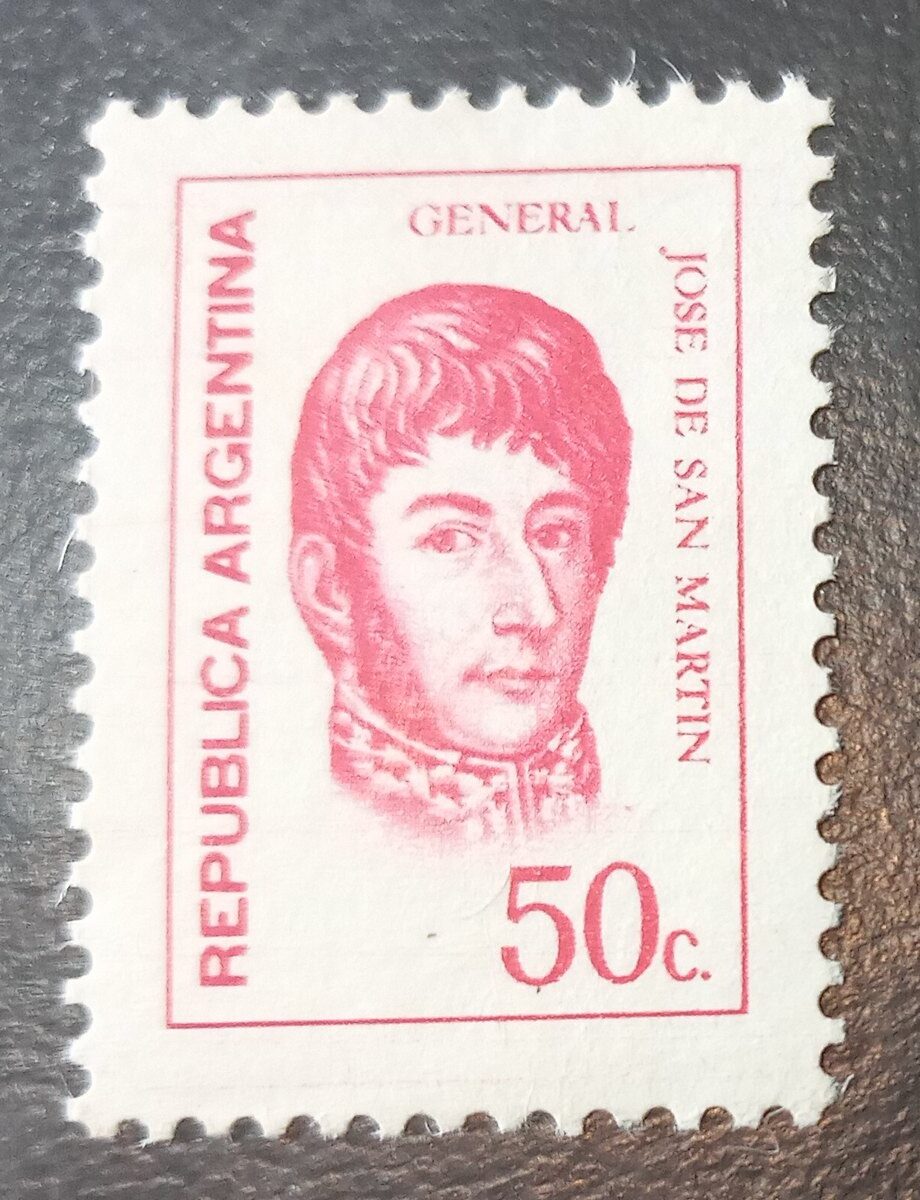 REPUBLICA ARGENTINA
GENERAL
JOSE DE SAN MARTIN
50c.